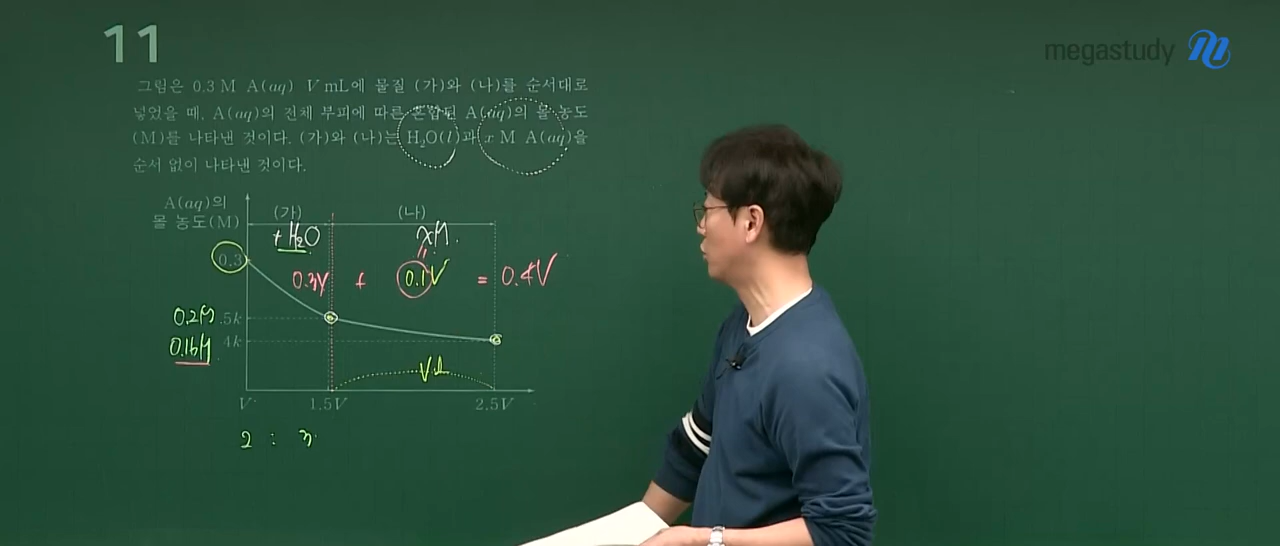 11
megastudy
그림은 0.3 M A(aq) V mL에 물질 (가)와 (나)를 순서대로
넣었을 때, A(aq)의 전체 부피에 따른 혼합된 A(aq)의 몰 농도
(M)를 나타낸 것이다. (가)와 (나)는 H₂O(l)과 x M A(aq)을
순서 없이 나타낸 것이다.
A(aq)의
몰 농도(M)
(가) (나)
+ H₂O xM.
0.3
0.3V + 0.1V = 0.4V
0.2M 5k
0.16M 4k
V 1.5V 2.5V
2 : 3